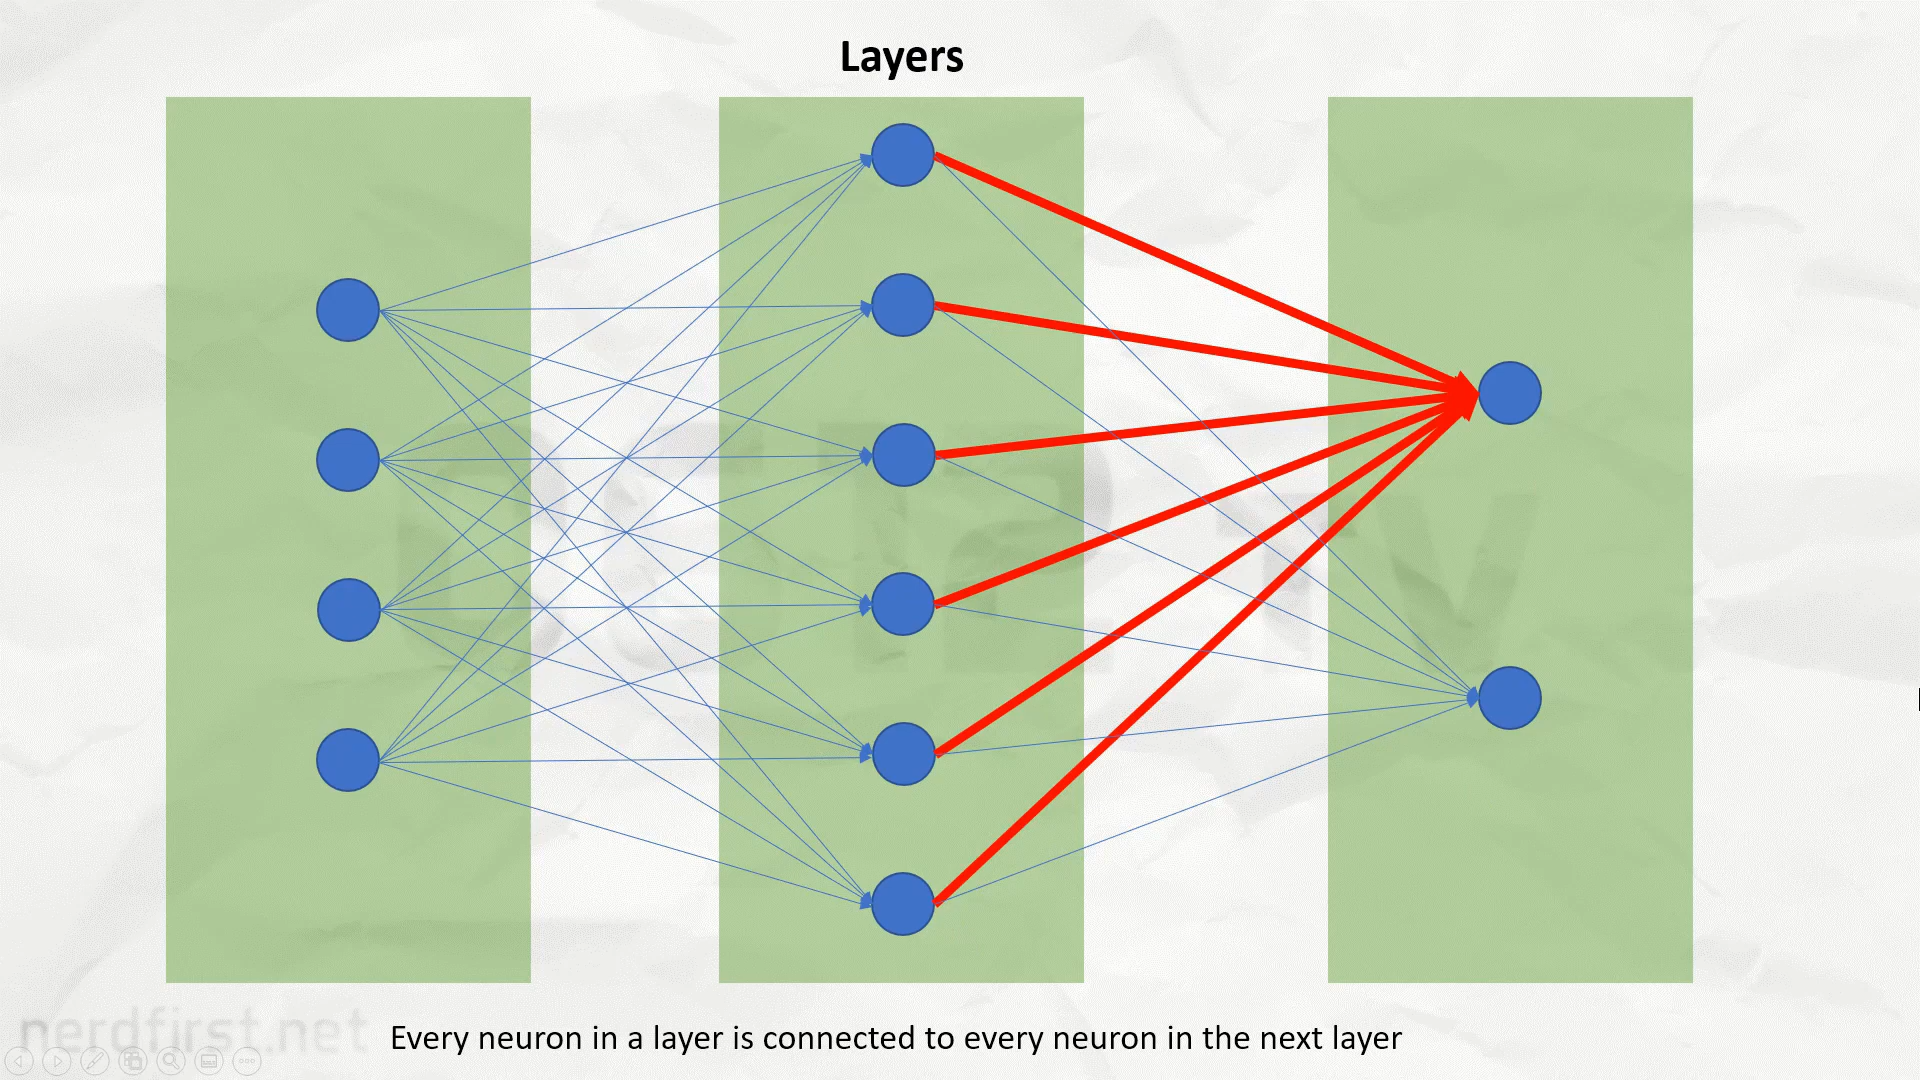 Layers
Every neuron in a layer is connected to every neuron in the next layer
nerdfirst.net